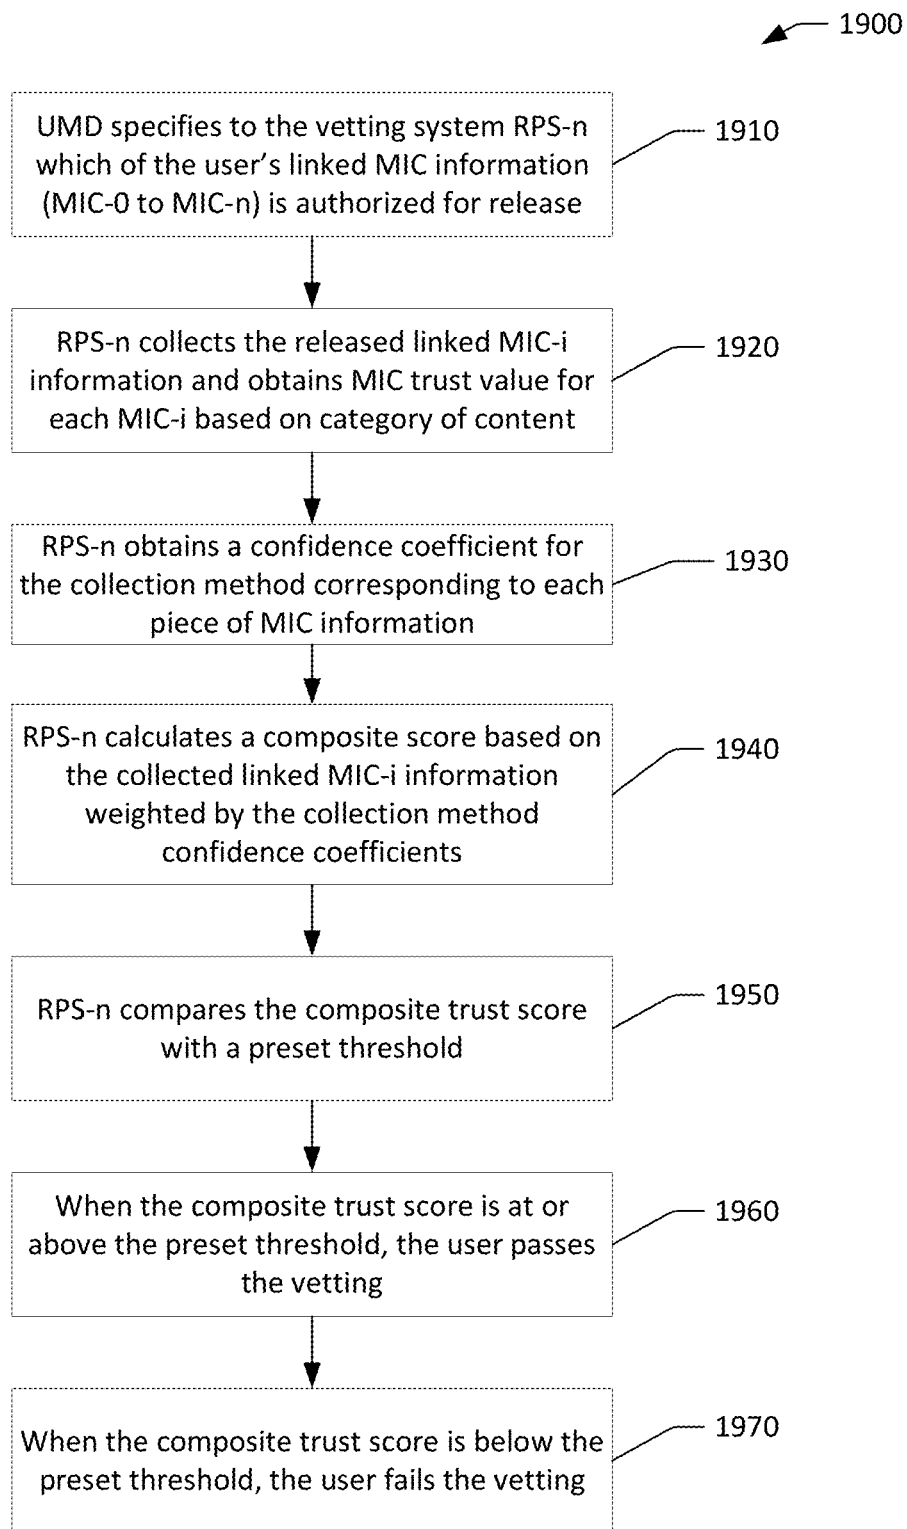 1900
UMD specifies to the vetting system RPS-n
which of the user's linked MIC information
(MIC-0 to MIC-n) is authorized for release
1910
RPS-n collects the released linked MIC-i
information and obtains MIC trust value for
each MIC-i based on category of content
1920
RPS-n obtains a confidence coefficient for
the collection method corresponding to each
piece of MIC information
1930
RPS-n calculates a composite score based on
the collected linked MIC-i information
weighted by the collection method
confidence coefficients
1940
RPS-n compares the composite trust score
with a preset threshold
1950
When the composite trust score is at or
above the preset threshold, the user passes
the vetting
1960
When the composite trust score is below the
preset threshold, the user fails the vetting
1970